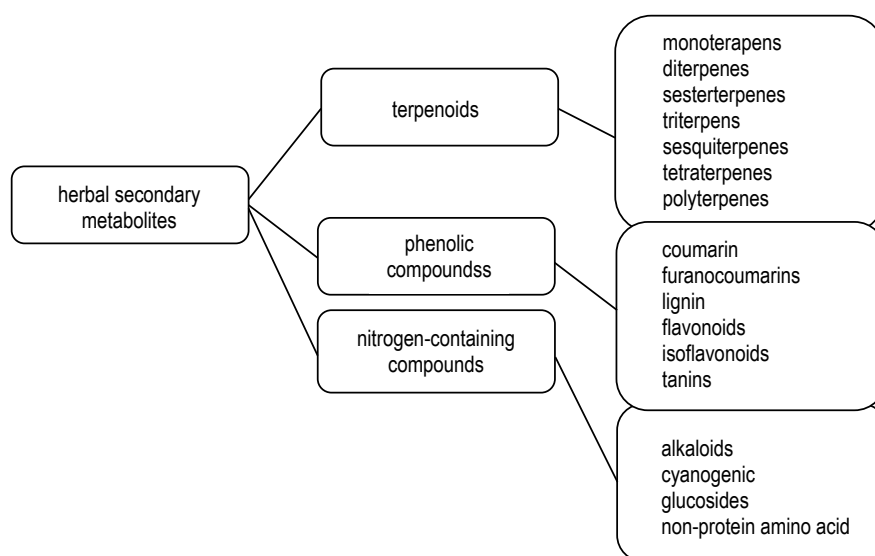 herbal secondary
metabolites
terpenoids
monoterapens
diterpenes
sesterterpenes
triterpens
sesquiterpenes
tetraterpenes
polyterpenes
phenolic
compoundss
coumarin
furanocoumarins
lignin
flavonoids
isoflavonoids
tanins
nitrogen-containing
compounds
alkaloids
cyanogenic
glucosides
non-protein amino acid